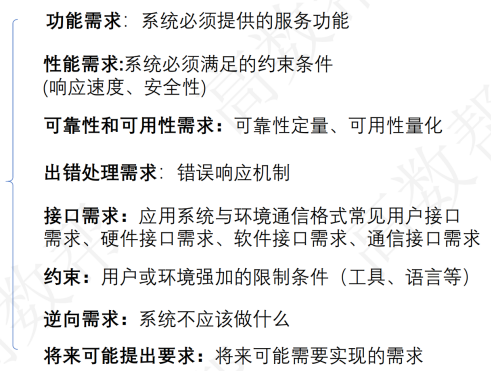 功能需求：系统必须提供的服务功能
性能需求:系统必须满足的约束条件
(响应速度、安全性)
可靠性和可用性需求：可靠性定量、可用性量化
出错处理需求：错误响应机制
接口需求：应用系统与环境通信格式常见用户接口
需求、硬件接口需求、软件接口需求、通信接口需求
约束：用户或环境强加的限制条件（工具、语言等）
逆向需求：系统不应该做什么
将来可能提出要求：将来可能需要实现的需求
高数帮
高数帮